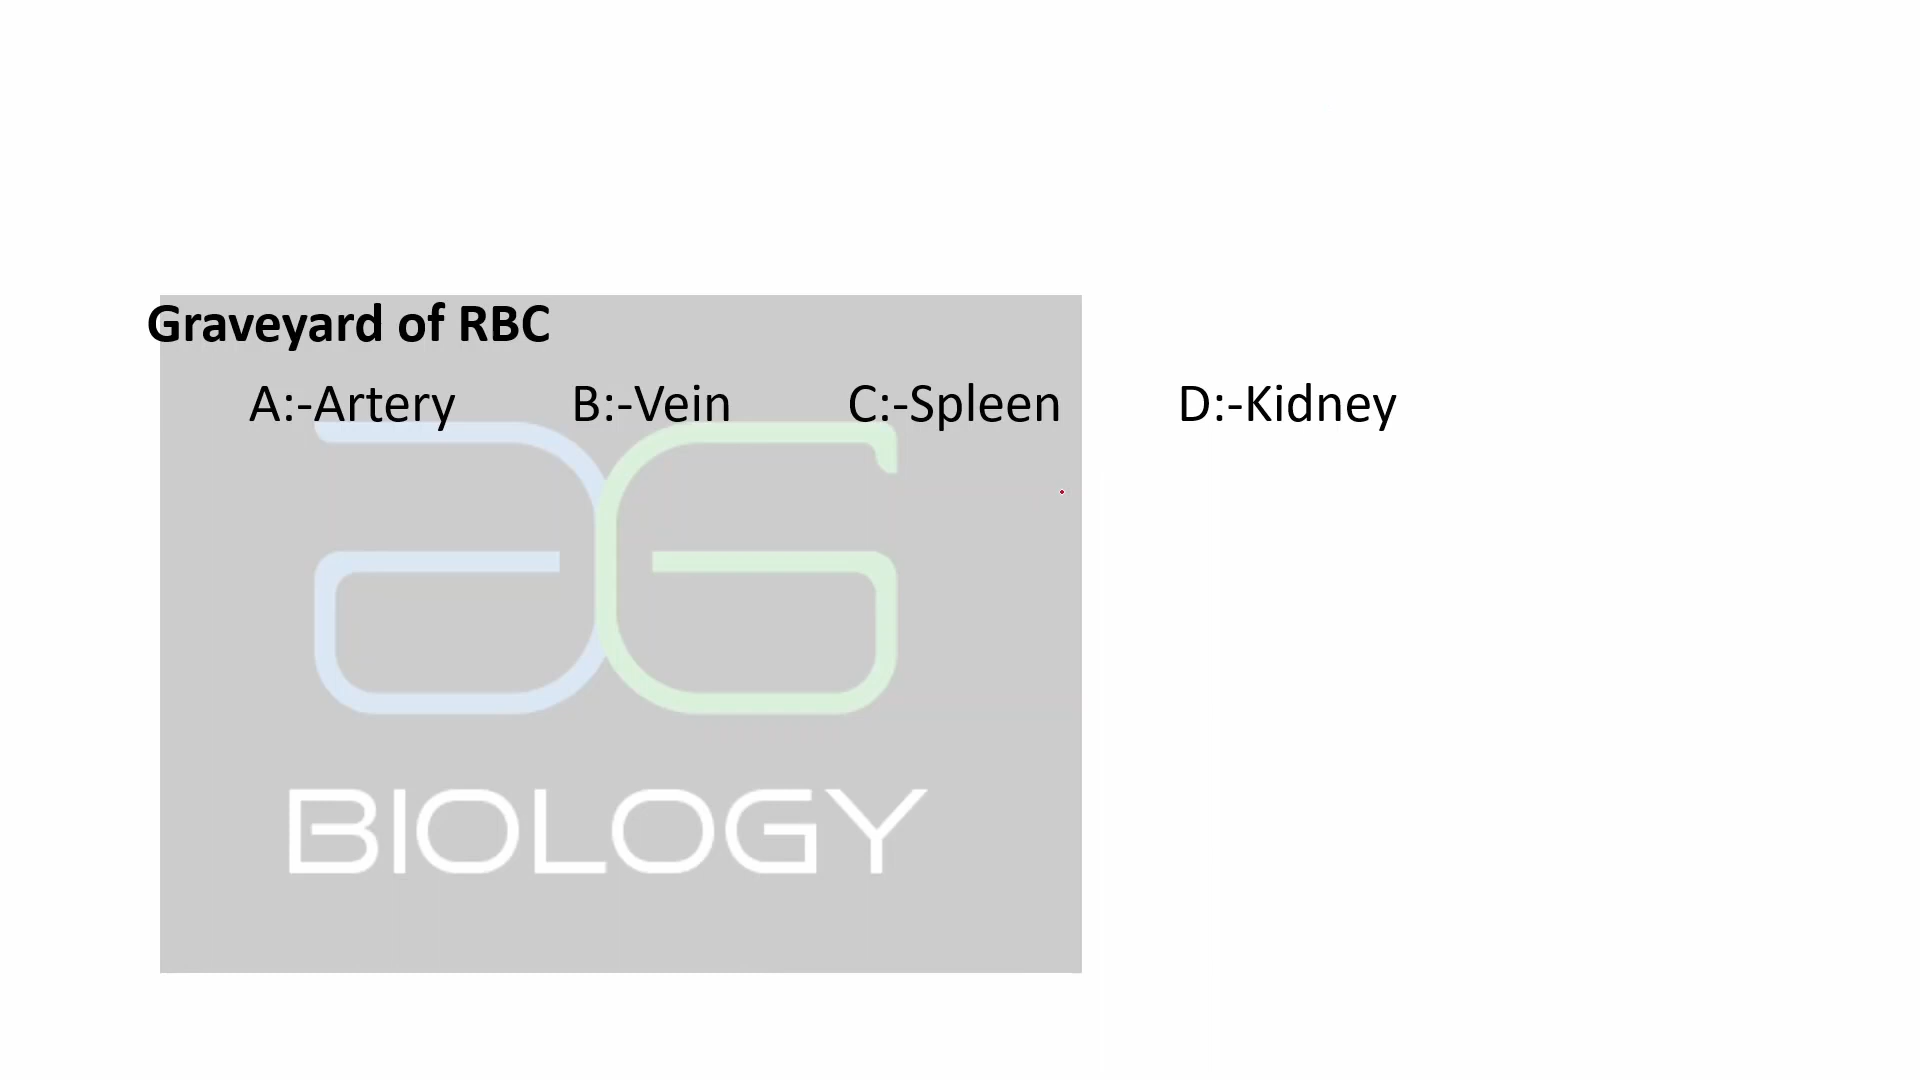 Graveyard of RBC
A:-Artery B:-Vein C:-Spleen D:-Kidney
BIOLOGY